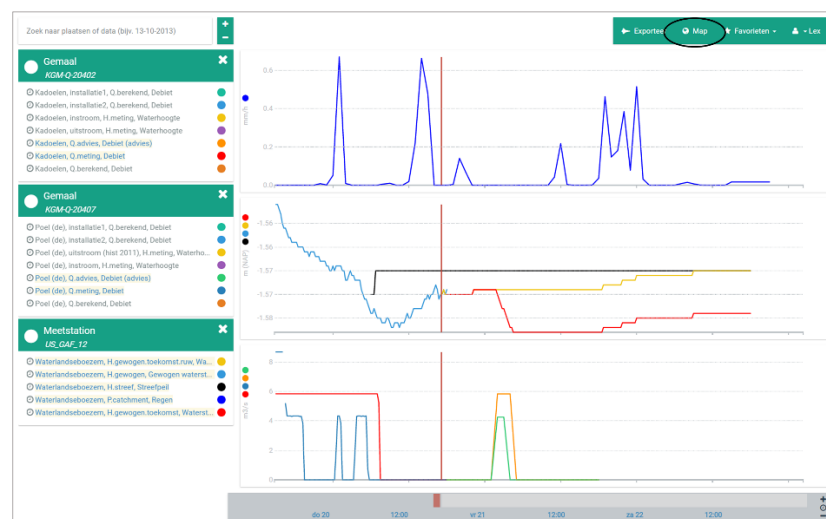 Zoek naar plaatsen of data (bijv. 13-10-2013)
+
−
Exportee
Map
Favorieten
Lex
Gemaal
KGM-Q-20402
Kadoelen, installatie1, Q.berekend, Debiet
Kadoelen, installatie2, Q.berekend, Debiet
Kadoelen, instroom, H.meting, Waterhoogte
Kadoelen, uitstroom, H.meting, Waterhoogte
Kadoelen, Q.advies, Debiet (advies)
Kadoelen, Q.meting, Debiet
Kadoelen, Q.berekend, Debiet
Gemaal
KGM-Q-20407
Poel (de), installatie1, Q.berekend, Debiet
Poel (de), installatie2, Q.berekend, Debiet
Poel (de), uitstroom (hist 2011), H.meting, Waterho...
Poel (de), instroom, H.meting, Waterhoogte
Poel (de), Q.advies, Debiet (advies)
Poel (de), Q.meting, Debiet
Poel (de), Q.berekend, Debiet
Meetstation
US_GAF_12
Waterlandseboezem, H.gewogen.toekomst.ruw, Wa...
Waterlandseboezem, H.gewogen, Gewogen waterst...
Waterlandseboezem, H.streef, Streefpeil
Waterlandseboezem, P.catchment, Regen
Waterlandseboezem, H.gewogen.toekomst, Waterst...
mm/h
0.6
0.4
0.2
0.0
m (NAP)
-1.56
-1.56
-1.57
-1.57
-1.58
m3/s
8
6
4
2
0
do 20
12:00
vr 21
12:00
za 22
12:00
+
−